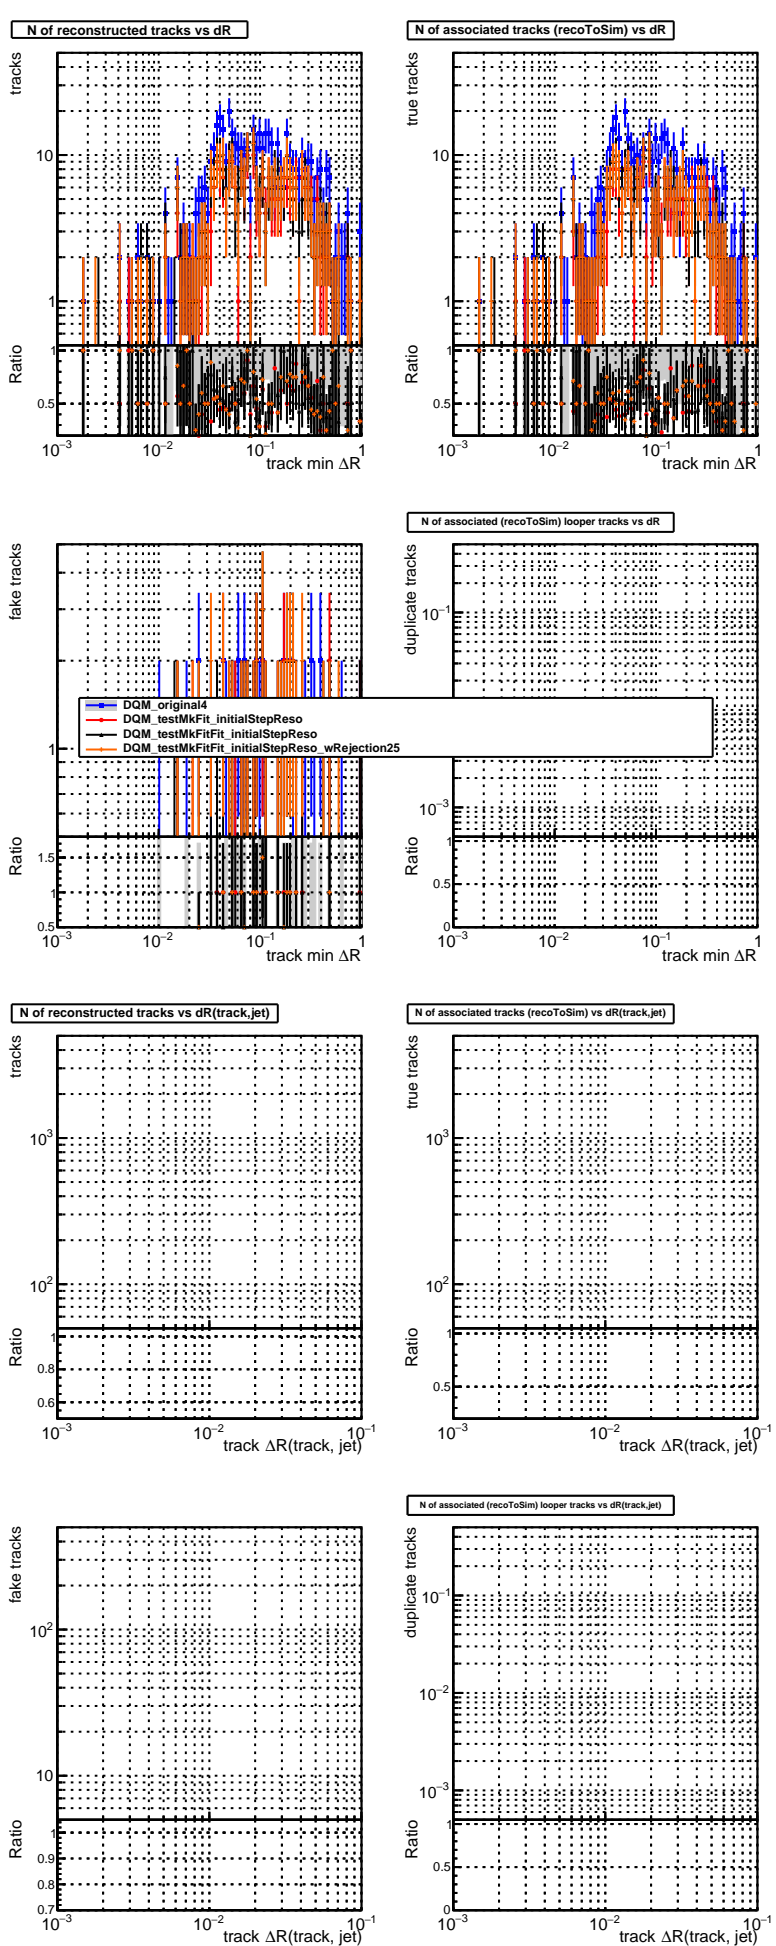 N of reconstructed tracks vs dR
tracks
10
1
Ratio
1
0.5
10⁻³
10⁻²
10⁻¹
1
track min ΔR
N of associated tracks (recoToSim) vs dR
true tracks
10
1
Ratio
1
0.5
10⁻³
10⁻²
10⁻¹
1
track min ΔR
fake tracks
1
Ratio
1.5
1
0.5
10⁻³
10⁻²
10⁻¹
1
track min ΔR
N of associated (recoToSim) looper tracks vs dR
duplicate tracks
10⁻¹
10⁻³
Ratio
1
0.5
0
10⁻³
10⁻²
10⁻¹
1
track min ΔR
DQM_original4
DQM_testMkFit_initialStepReso
DQM_testMkFitFit_initialStepReso
DQM_testMkFitFit_initialStepReso_wRejection25
N of reconstructed tracks vs dR(track,jet)
tracks
10³
10²
Ratio
1
0.8
0.6
10⁻³
10⁻²
10⁻¹
track ΔR(track, jet)
N of associated tracks (recoToSim) vs dR(track,jet)
true tracks
10³
10²
Ratio
1
0.5
10⁻³
10⁻²
10⁻¹
track ΔR(track, jet)
fake tracks
10²
10
Ratio
1
0.9
0.8
0.7
10⁻³
10⁻²
10⁻¹
track ΔR(track, jet)
N of associated (recoToSim) looper tracks vs dR(track,jet)
duplicate tracks
10⁻¹
10⁻²
10⁻³
Ratio
1
0.5
0
10⁻³
10⁻²
10⁻¹
track ΔR(track, jet)